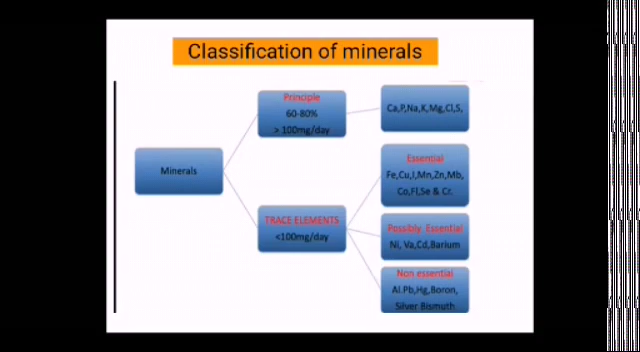 Classification of minerals
Principle
60-80%
> 100mg/day
Ca,P,Na,K,Mg,Cl,S,
Minerals
Essential
Fe,Cu,I,Mn,Zn,Mb,
Co,Fl,Se & Cr.
TRACE ELEMENTS
<100mg/day
Possibly Essential
Ni, Va,Cd,Barium
Non essential
Al.Pb,Hg,Boron,
Silver Bismuth